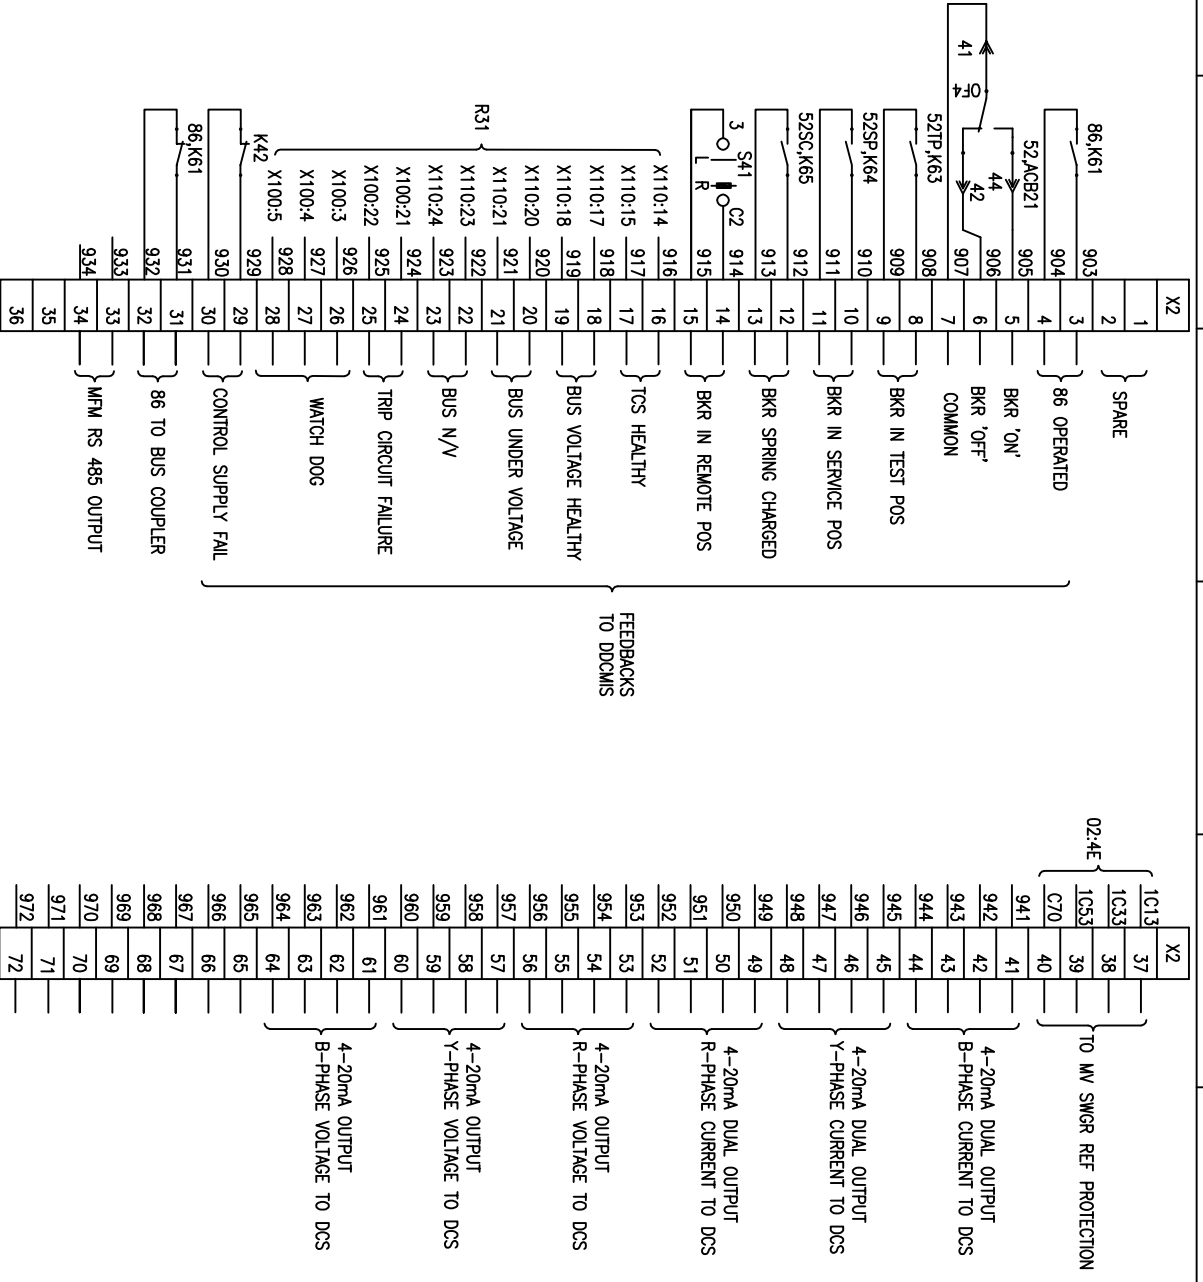 X2
1
2
3
4
5
6
7
8
9
10
11
12
13
14
15
16
17
18
19
20
21
22
23
24
25
26
27
28
29
30
31
32
33
34
35
36
903
904
905
906
907
908
909
910
911
912
913
914
915
916
917
918
919
920
921
922
923
924
925
926
927
928
929
930
931
932
933
934
86,K61
52,ACB21
44
42
41
OF4
52TP,K63
52SP,K64
52SC,K65
3
S41
L
R
C2
X110:14
X110:15
X110:17
X110:18
X110:20
X110:21
X110:23
X110:24
X100:21
X100:22
X100:3
X100:4
X100:5
R31
K42
86,K61
SPARE
86 OPERATED
BKR 'ON'
BKR 'OFF'
COMMON
BKR IN TEST POS
BKR IN SERVICE POS
BKR SPRING CHARGED
BKR IN REMOTE POS
TCS HEALTHY
BUS VOLTAGE HEALTHY
BUS UNDER VOLTAGE
BUS N/V
TRIP CIRCUIT FAILURE
WATCH DOG
CONTROL SUPPLY FAIL
86 TO BUS COUPLER
MFM RS 485 OUTPUT
FEEDBACKS
TO DDCMIS
X2
37
38
39
40
41
42
43
44
45
46
47
48
49
50
51
52
53
54
55
56
57
58
59
60
61
62
63
64
65
66
67
68
69
70
71
72
02:4E
1C13
1C33
1C53
C70
941
942
943
944
945
946
947
948
949
950
951
952
953
954
955
956
957
958
959
960
961
962
963
964
965
966
967
968
969
970
971
972
TO MV SWGR REF PROTECTION
4-20mA DUAL OUTPUT
B-PHASE CURRENT TO DCS
4-20mA DUAL OUTPUT
Y-PHASE CURRENT TO DCS
4-20mA DUAL OUTPUT
R-PHASE CURRENT TO DCS
4-20mA OUTPUT
R-PHASE VOLTAGE TO DCS
4-20mA OUTPUT
Y-PHASE VOLTAGE TO DCS
4-20mA OUTPUT
B-PHASE VOLTAGE TO DCS